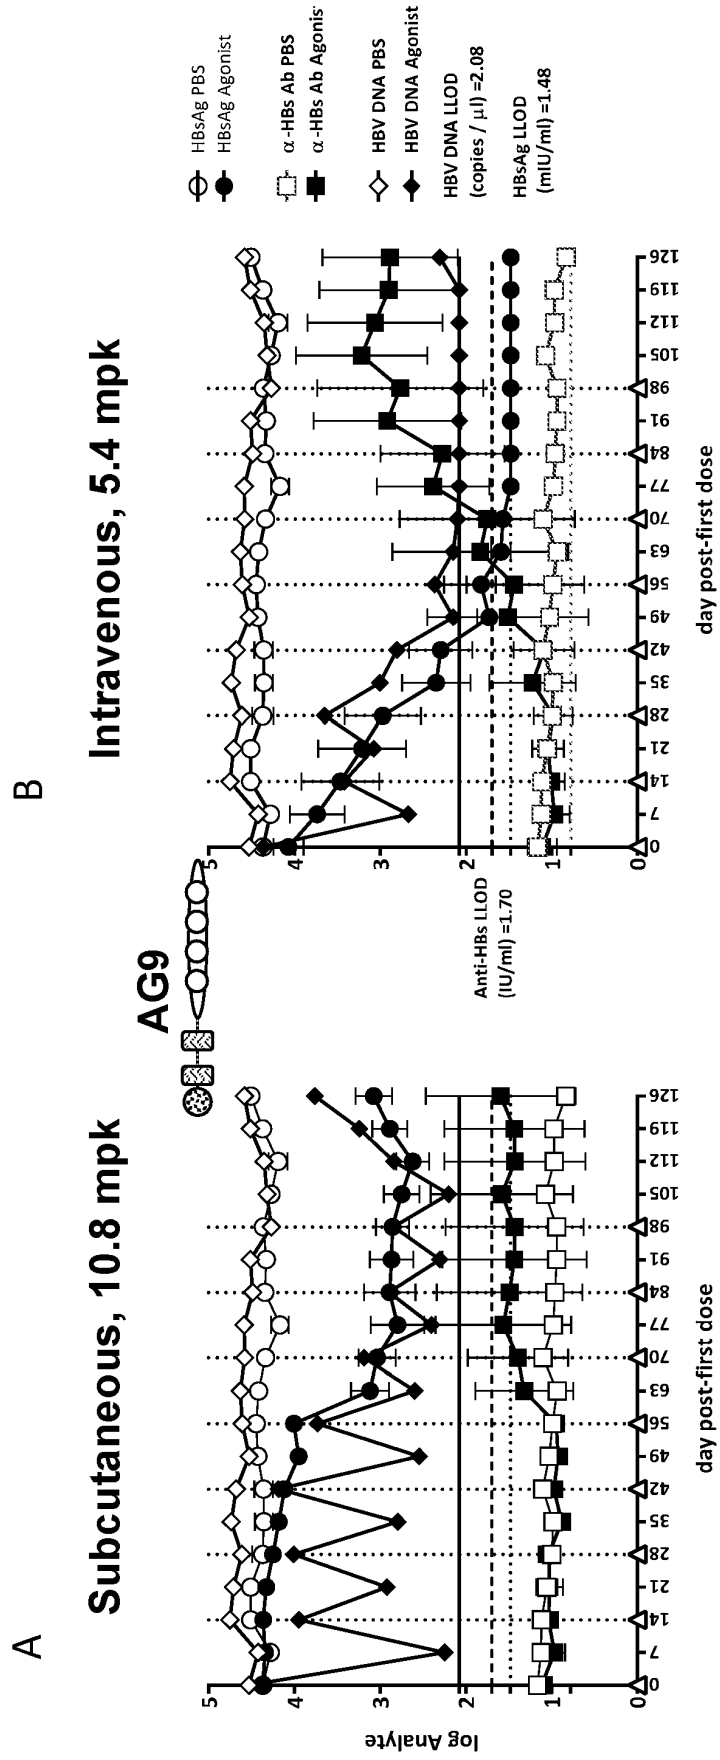 A
Subcutaneous, 10.8 mpk
log Analyte
5
4
3
2
1
0
0
7
14
21
28
35
42
49
56
63
70
77
84
91
98
105
112
119
126
day post-first dose
AG9
Anti-HBs LLOD
(IU/ml) =1.70
B
Intravenous, 5.4 mpk
5
4
3
2
1
0
0
7
14
21
28
35
42
49
56
63
70
77
84
91
98
105
112
119
126
day post-first dose
HBsAg PBS
HBsAg Agonist
α-HBs Ab PBS
α-HBs Ab Agonis
HBV DNA PBS
HBV DNA Agonist
HBV DNA LLOD
(copies / μl) =2.08
HBsAg LLOD
(mIU/ml) =1.48